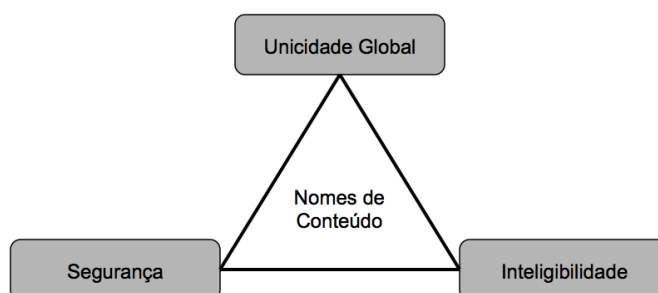 Unicidade Global
Nomes de
Conteúdo
Segurança
Inteligibilidade